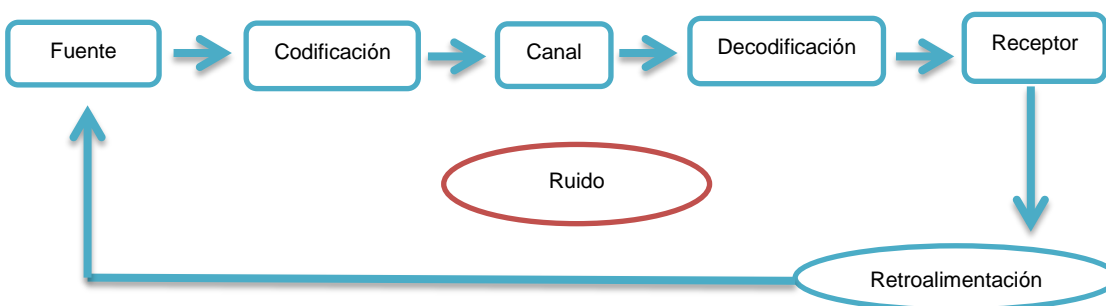 Fuente
Codificación
Canal
Decodificación
Receptor
Ruido
Retroalimentación